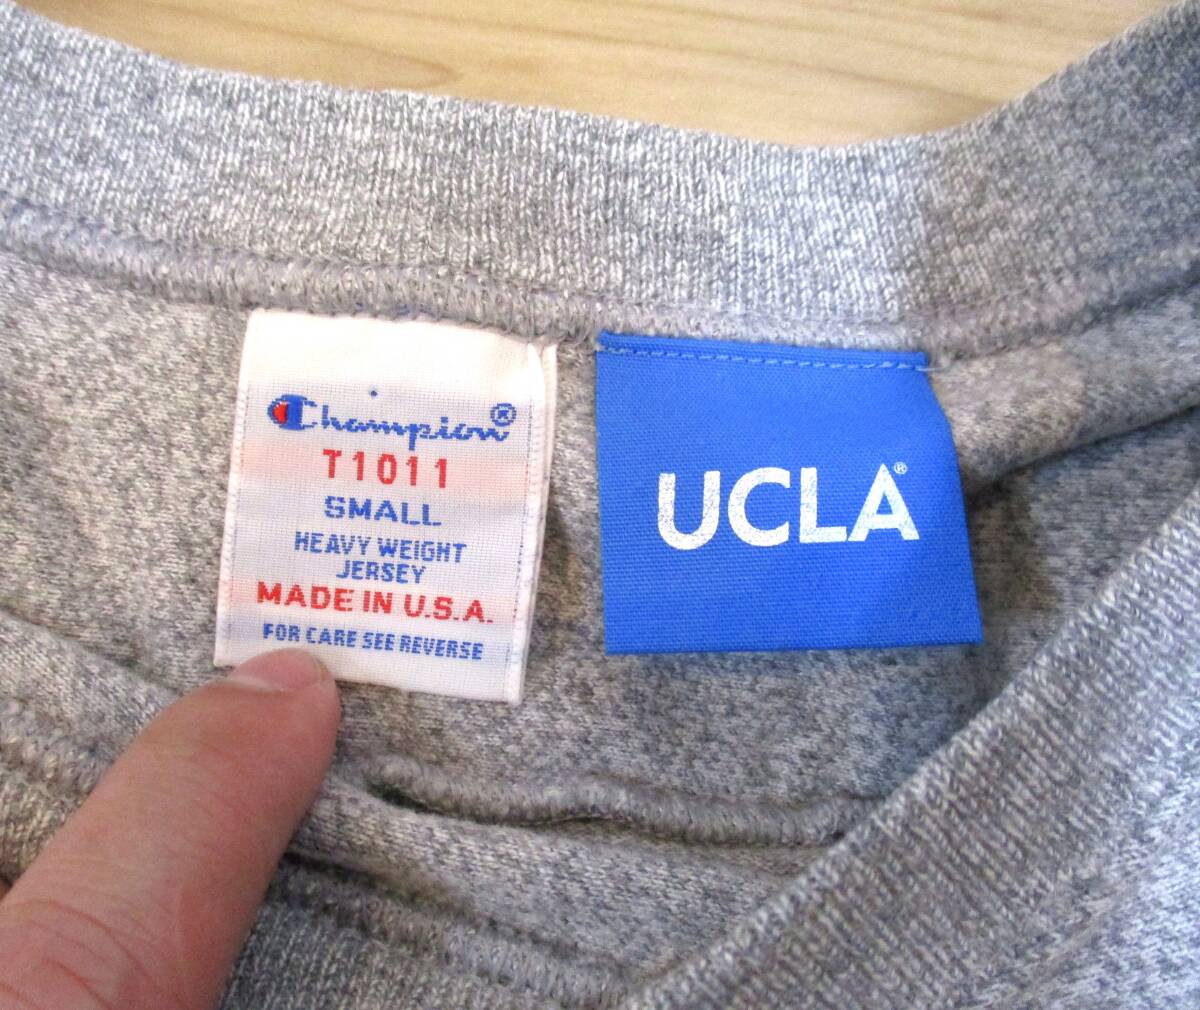 Champion®
T1011
SMALL
HEAVY WEIGHT
JERSEY
MADE IN U.S.A.
FOR CARE SEE REVERSE
UCLA®